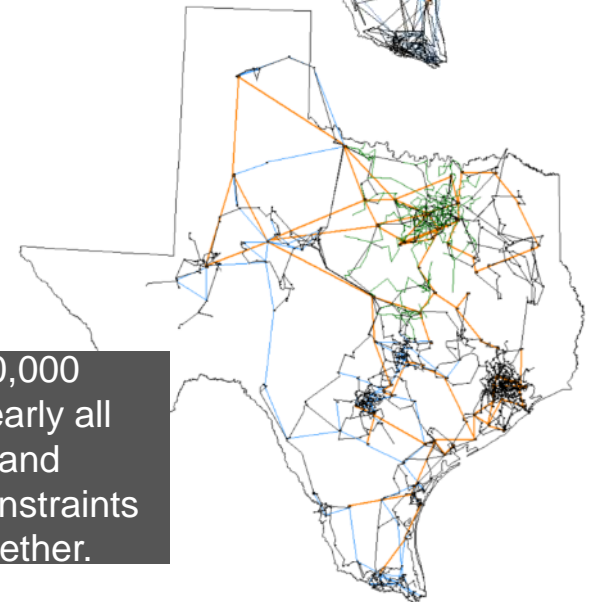 0,000
early all
and
nstraints
ether.